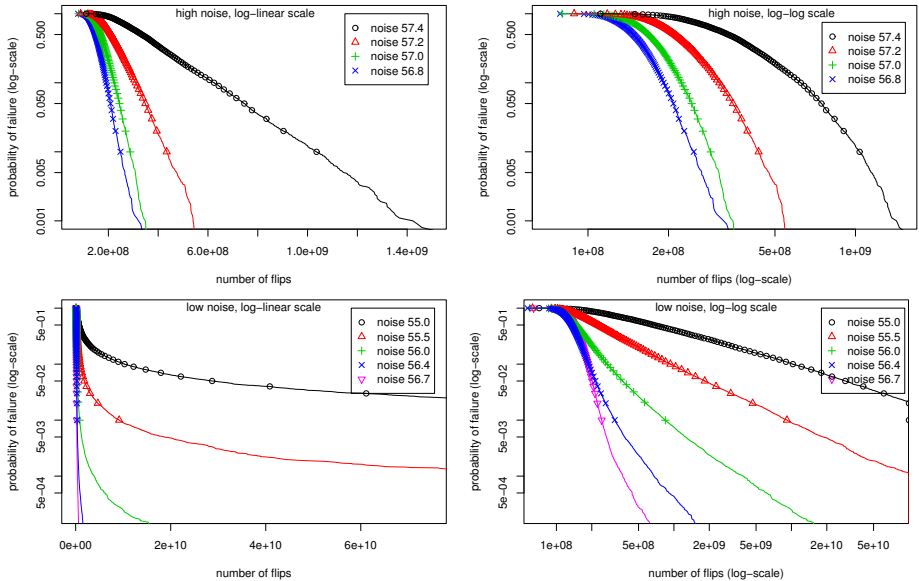 high noise, log−linear scale
noise 57.4
noise 57.2
noise 57.0
noise 56.8
probability of failure (log−scale)
0.500
0.050
0.005
0.001
2.0e+08
6.0e+08
1.0e+09
1.4e+09
number of flips
high noise, log−log scale
noise 57.4
noise 57.2
noise 57.0
noise 56.8
probability of failure (log−scale)
0.500
0.050
0.005
0.001
1e+08
2e+08
5e+08
1e+09
number of flips (log−scale)
low noise, log−linear scale
noise 55.0
noise 55.5
noise 56.0
noise 56.4
noise 56.7
probability of failure (log−scale)
5e−01
5e−02
5e−03
5e−04
0e+00
2e+10
4e+10
6e+10
number of flips
low noise, log−log scale
noise 55.0
noise 55.5
noise 56.0
noise 56.4
noise 56.7
probability of failure (log−scale)
5e−01
5e−02
5e−03
5e−04
1e+08
5e+08
2e+09
2e+10
number of flips (log−scale)